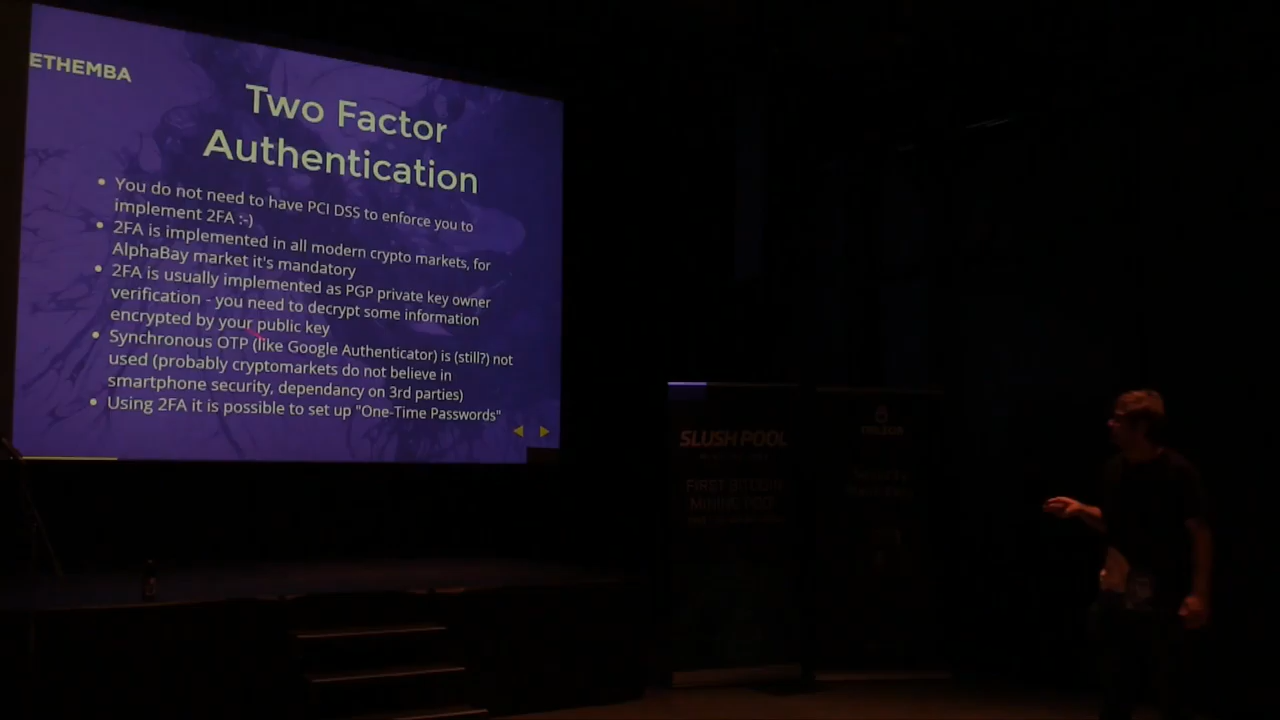 ETHEMBA
Two Factor
Authentication
• You do not need to have PCI DSS to enforce you to
implement 2FA :-)
• 2FA is implemented in all modern crypto markets, for
AlphaBay market it's mandatory
• 2FA is usually implemented as PGP private key owner
verification - you need to decrypt some information
encrypted by your public key
• Synchronous OTP (like Google Authenticator) is (still?) not
used (probably cryptomarkets do not believe in
smartphone security, dependancy on 3rd parties)
• Using 2FA it is possible to set up "One-Time Passwords"
SLUSH POOL
FIRST BITCOIN
MINING POOL